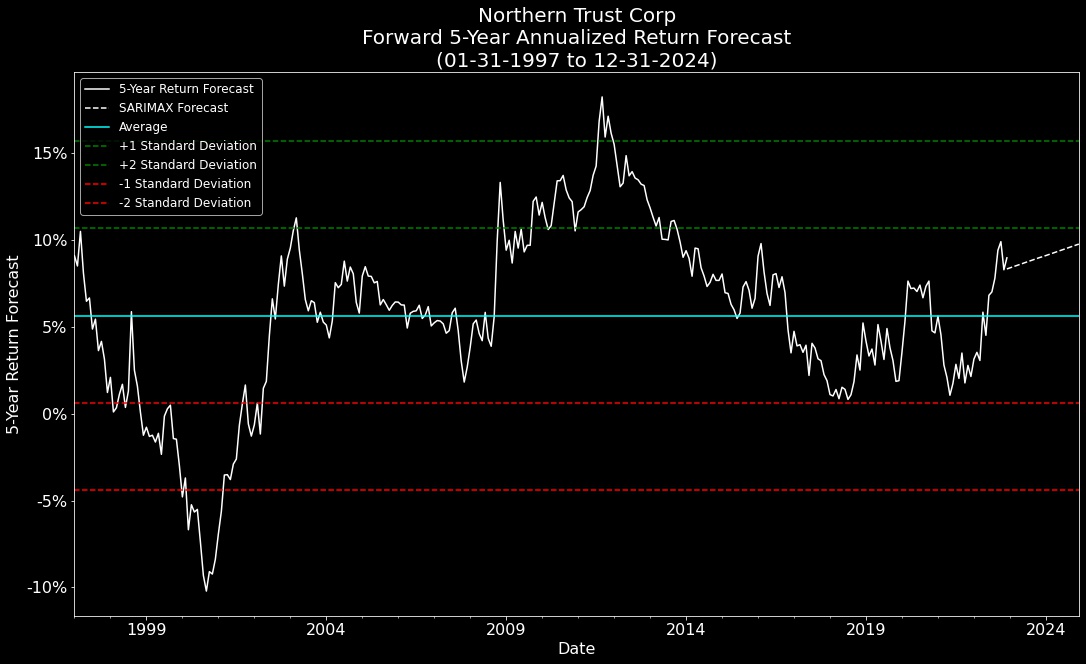 Northern Trust Corp
Forward 5-Year Annualized Return Forecast
(01-31-1997 to 12-31-2024)
5-Year Return Forecast
SARIMAX Forecast
Average
+1 Standard Deviation
+2 Standard Deviation
-1 Standard Deviation
-2 Standard Deviation
15%
10%
5%
0%
-5%
-10%
5-Year Return Forecast
1999 2004 2009 2014 2019 2024
Date